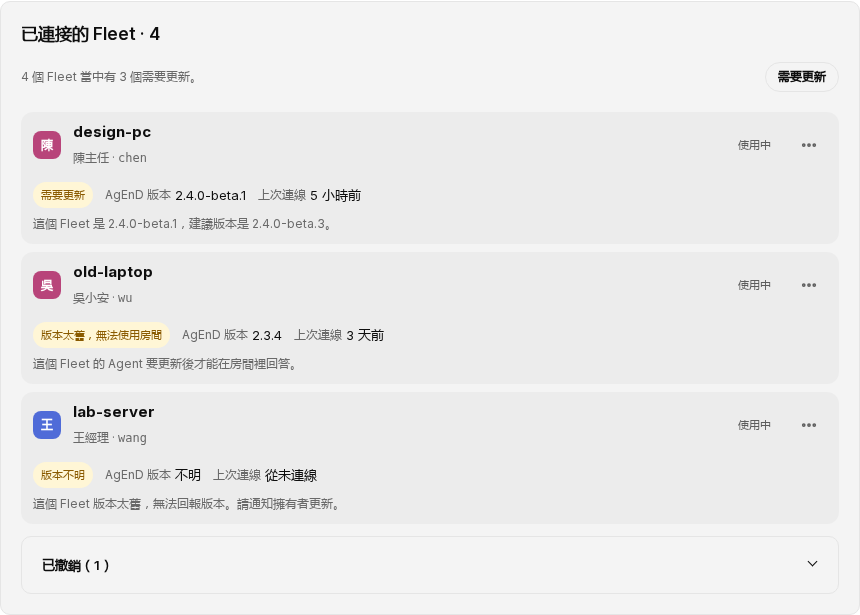 已連接的 Fleet · 4
4 個 Fleet 當中有 3 個需要更新。
需要更新
陳
design-pc
陳主任 · chen
使用中
需要更新 AgEnD 版本 2.4.0-beta.1 上次連線 5 小時前
這個 Fleet 是 2.4.0-beta.1，建議版本是 2.4.0-beta.3。
吳
old-laptop
吳小安 · wu
使用中
版本太舊，無法使用房間 AgEnD 版本 2.3.4 上次連線 3 天前
這個 Fleet 的 Agent 要更新後才能在房間裡回答。
王
lab-server
王經理 · wang
使用中
版本不明 AgEnD 版本 不明 上次連線 從未連線
這個 Fleet 版本太舊，無法回報版本。請通知擁有者更新。
已撤銷（1）